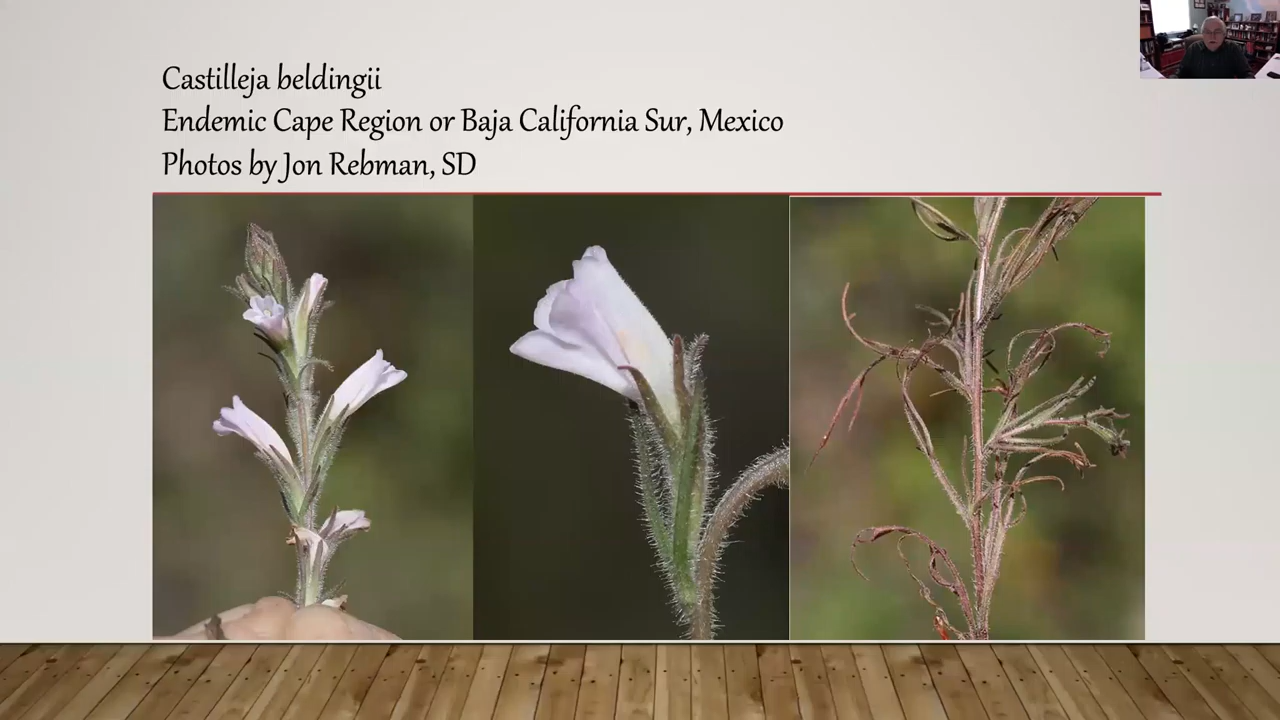 Castilleja beldingii
Endemic Cape Region or Baja California Sur, Mexico
Photos by Jon Rebman, SD